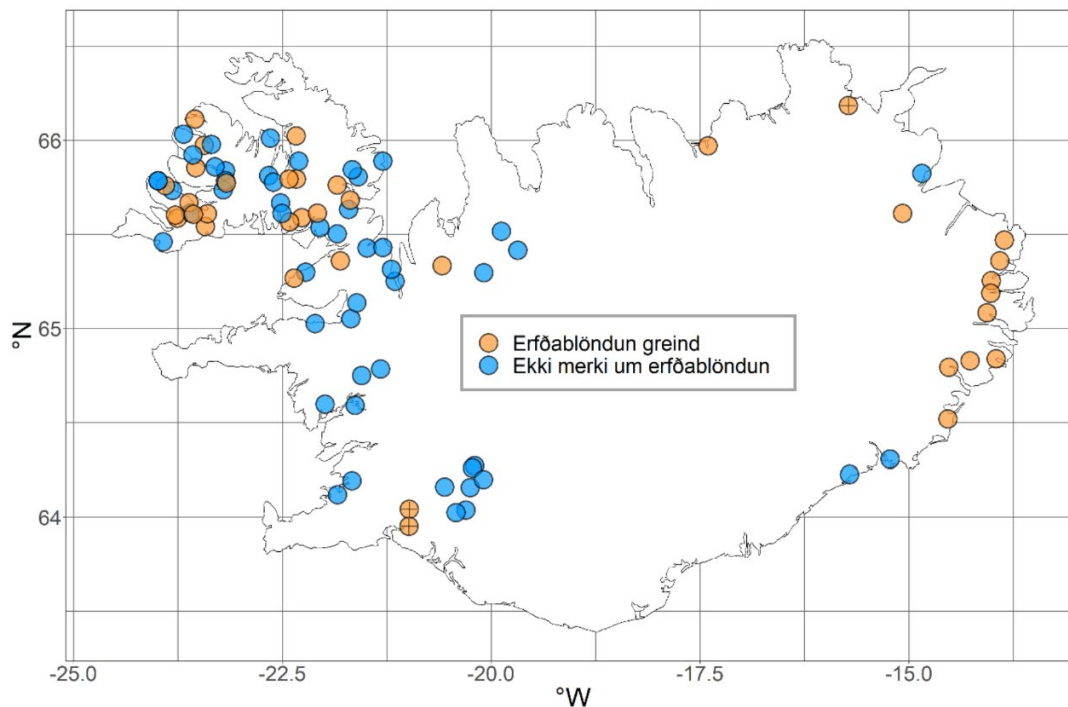 66
65
64
°N
Erfðablöndun greind
Ekki merki um erfðablöndun
-25.0 -22.5 -20.0 -17.5 -15.0
°W